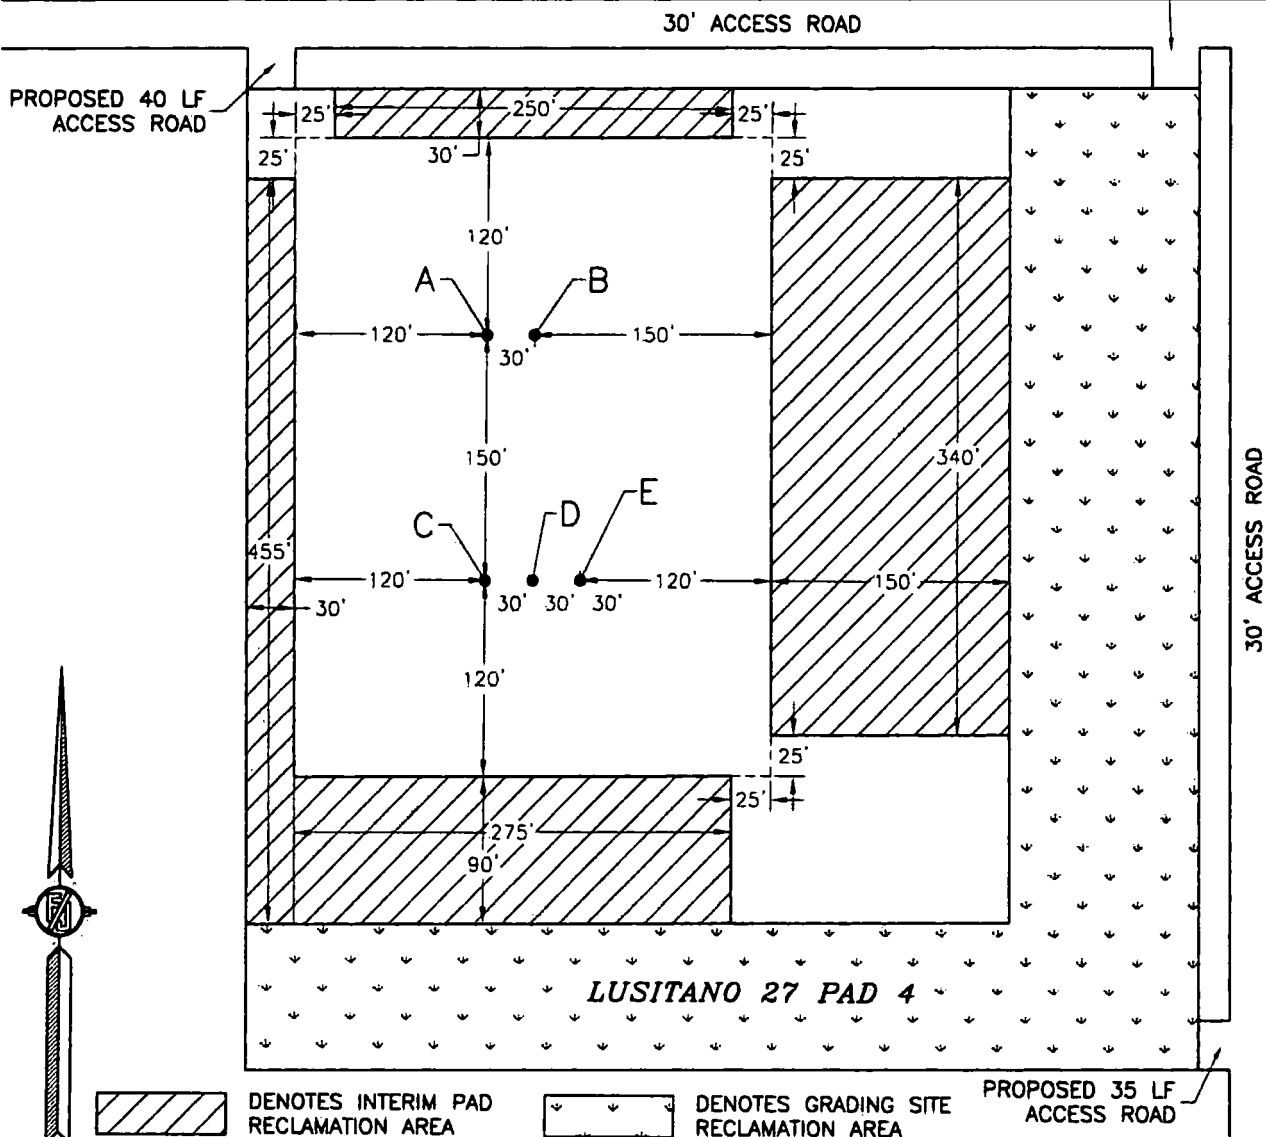 30' ACCESS ROAD
PROPOSED 40 LF
ACCESS ROAD
25'
250'
25'
25'
30'
25'
120'
A
B
120'
30'
150'
150'
340'
30' ACCESS ROAD
C
D
E
455'
120'
30'
30'
30'
120'
150'
30'
120'
25'
25'
275'
90'
LUSITANO 27 PAD 4
DENOTES INTERIM PAD
RECLAMATION AREA
DENOTES GRADING SITE
RECLAMATION AREA
PROPOSED 35 LF
ACCESS ROAD